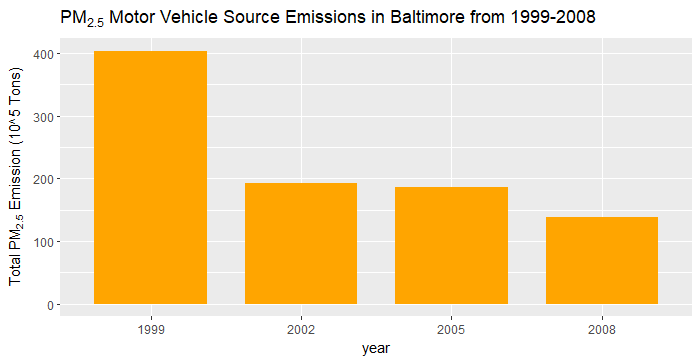 PM2.5 Motor Vehicle Source Emissions in Baltimore from 1999-2008
Total PM2.5 Emission (10^5 Tons)
400
300
200
100
0
1999 2002 2005 2008
year